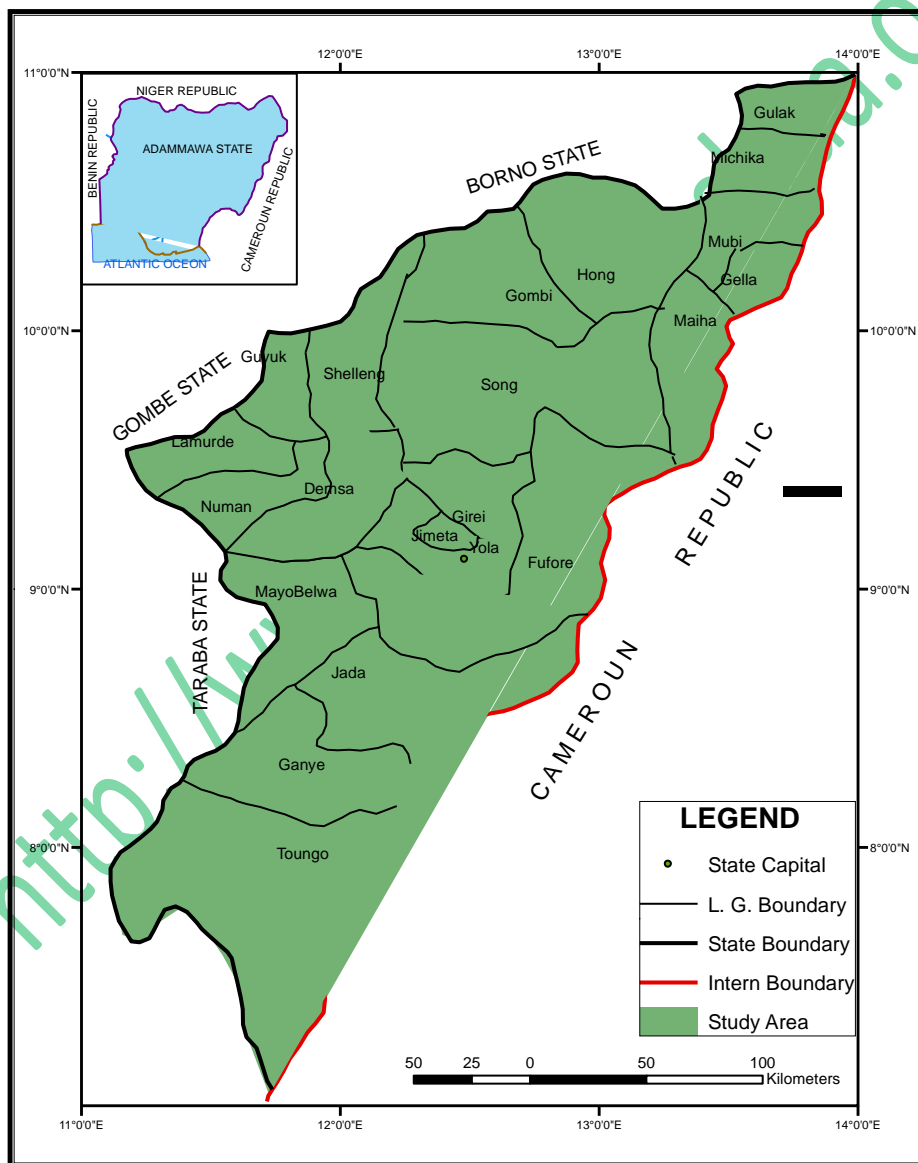 12°0'0"E
13°0'0"E
14°0'0"E
11°0'0"N
11°0'0"N
NIGER REPUBLIC
BENIN REPUBLIC
ADAMMAWA STATE
CAMEROUN REPUBLIC
ATLANTIC OCEON
BORNO STATE
Gulak
Michika
Mubi
Gella
Hong
Gombi
Maiha
10°0'0"N
10°0'0"N
GOMBE STATE
Guyuk
Shelleng
Song
Lamurde
Numan
Demsa
Girei
Jimeta
Yola
Fufore
REPUBLIC
9°0'0"N
9°0'0"N
TARABA STATE
MayoBelwa
Jada
CAMEROUN
Ganye
8°0'0"N
8°0'0"N
Toungo
http://w
LEGEND
State Capital
L. G. Boundary
State Boundary
Intern Boundary
Study Area
50 25 0 50 100
Kilometers
11°0'0"E
12°0'0"E
13°0'0"E
14°0'0"E